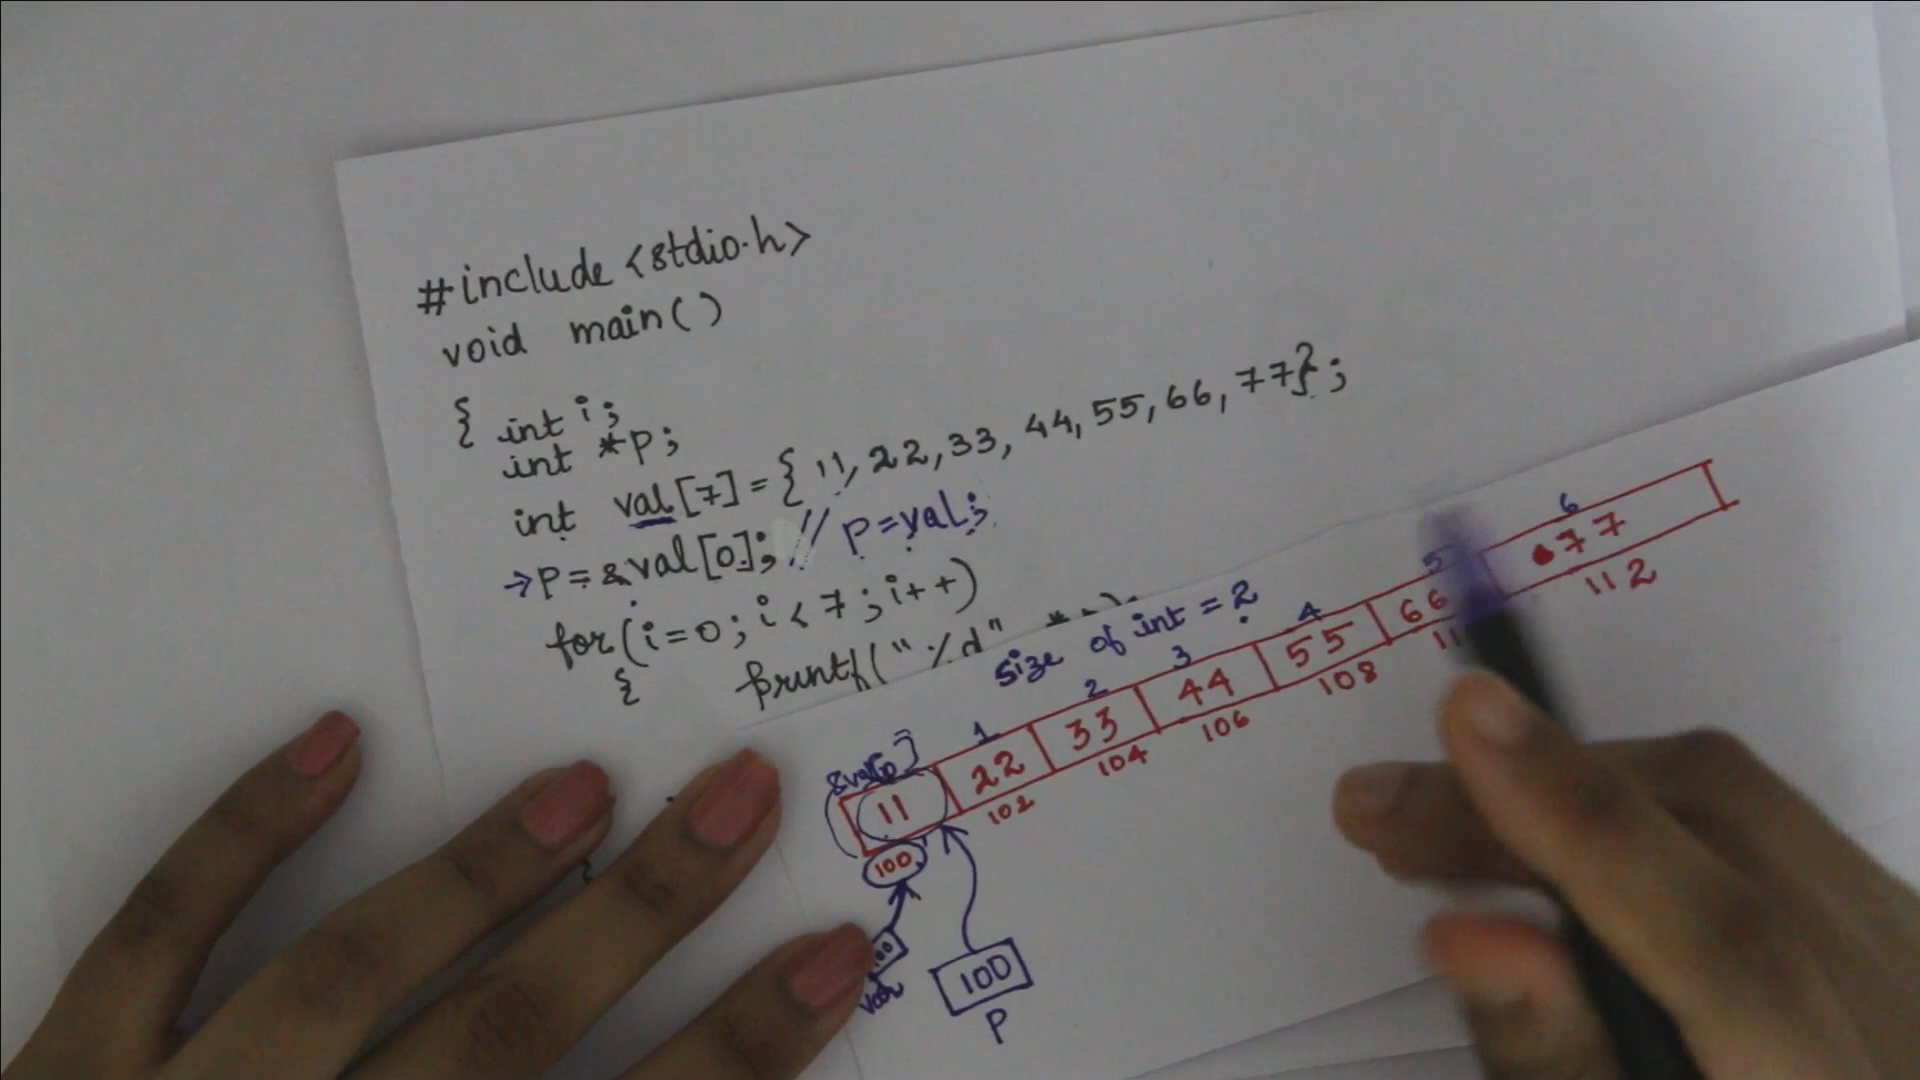 #include <stdio.h>
void main()
{ int i;
int *p;
int val[7] = { 11, 22, 33, 44, 55, 66, 77};
→ p = &val[0]; // p=val;
for(i=0; i<7; i++)
{ printf("%d"
size of int = 2
&val[0] 1 2 3 4 5 6
11 22 33 44 55 66 77
100 102 104 106 108 112
100 100
P